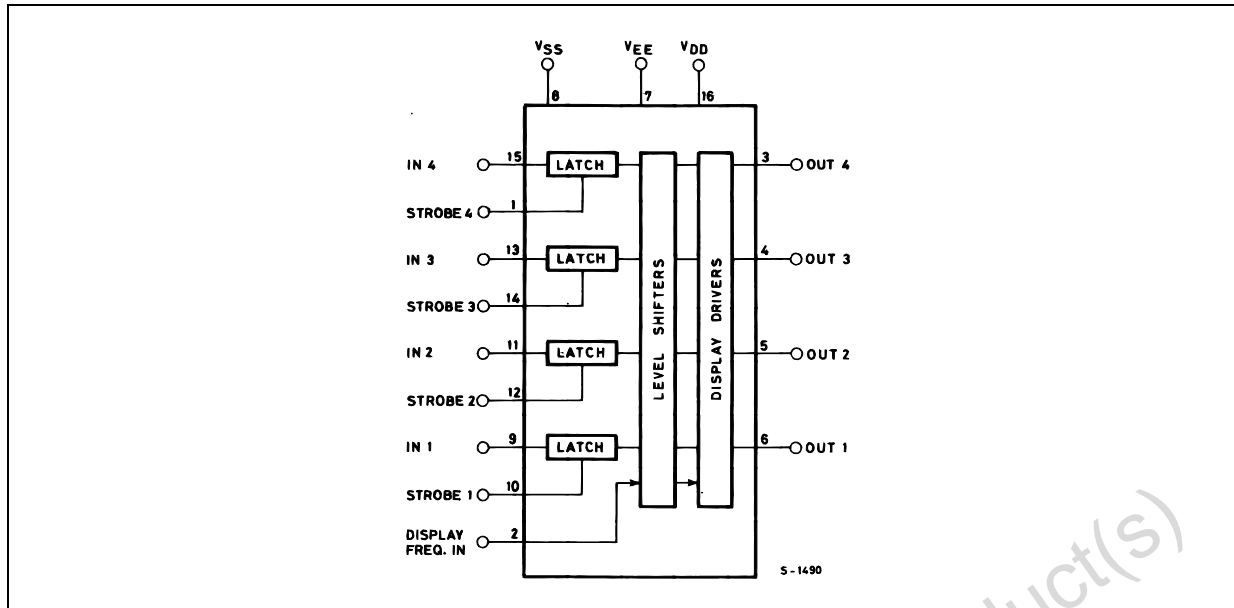 VSS VEE VDD
8 7 16
IN 4 15 LATCH 3 OUT 4
STROBE 4 1
IN 3 13 LATCH 4 OUT 3
STROBE 3 14
IN 2 11 LATCH 5 OUT 2
STROBE 2 12
IN 1 9 LATCH 6 OUT 1
STROBE 1 10
DISPLAY
FREQ. IN 2
LEVEL SHIFTERS
DISPLAY DRIVERS
S-1490
duct(s)